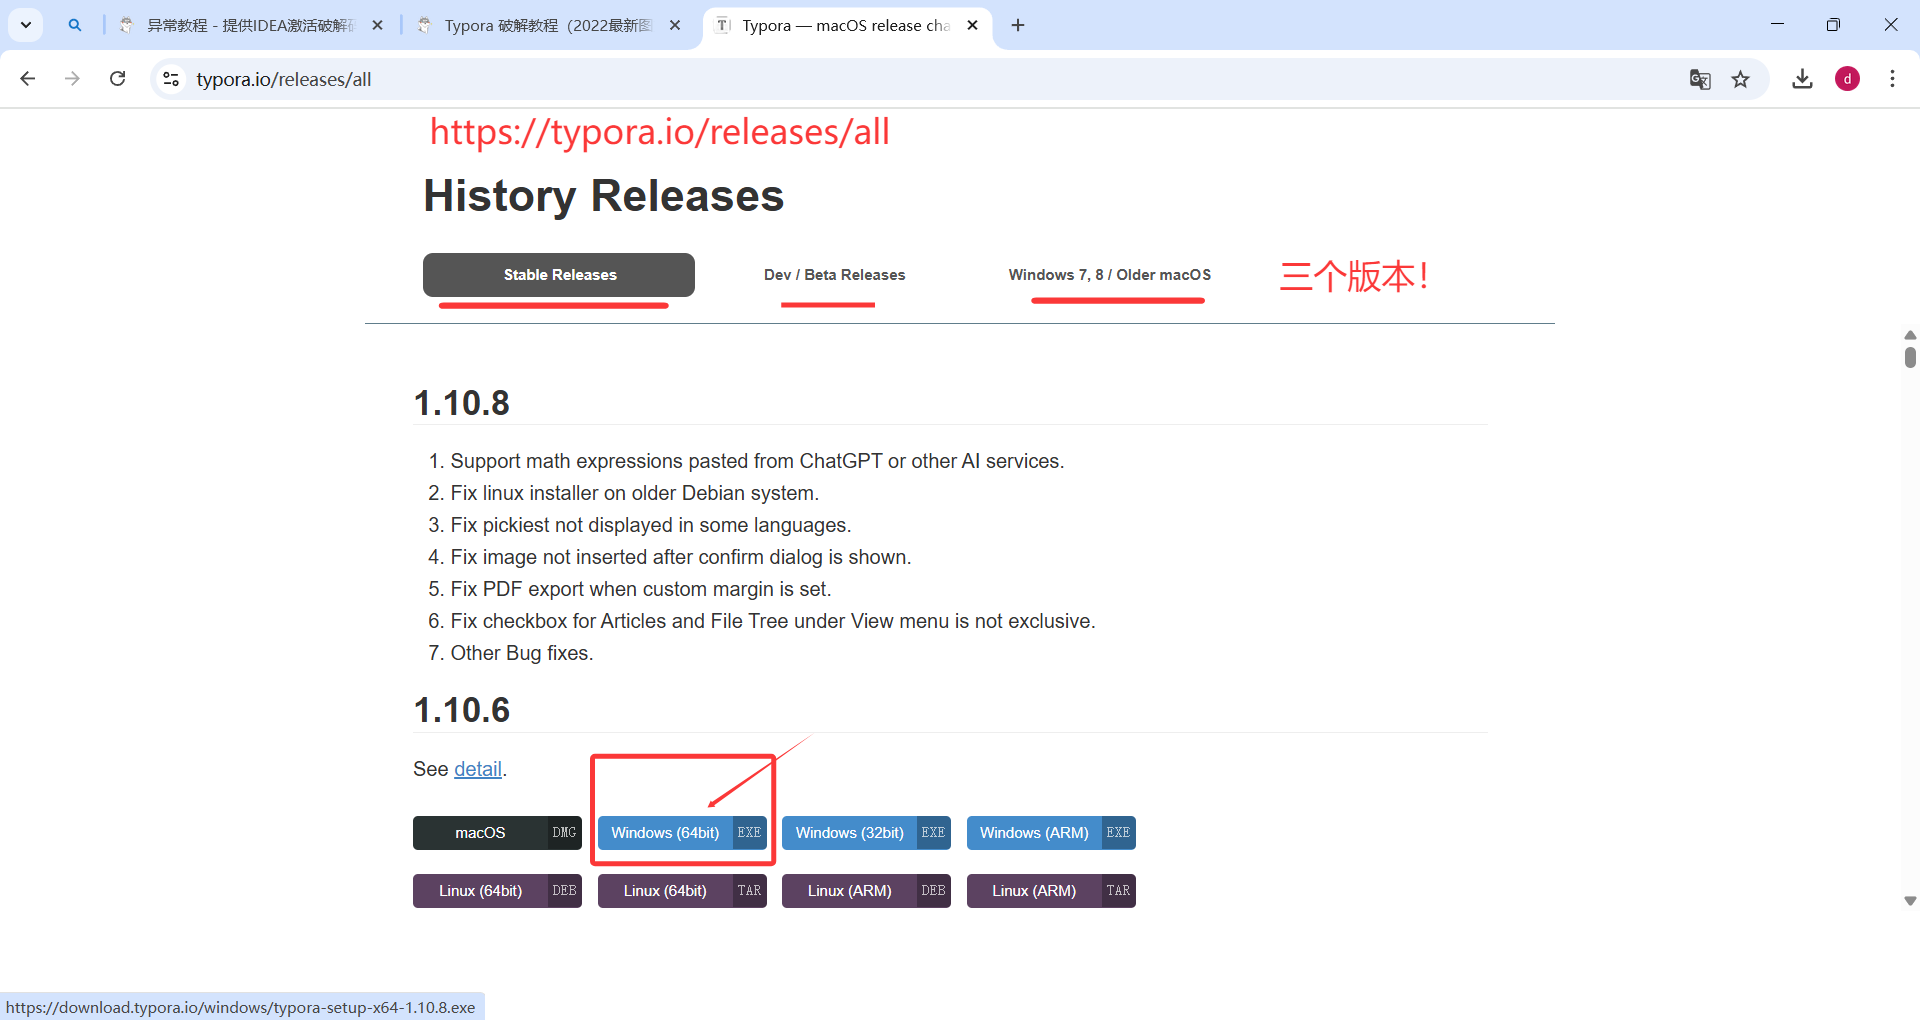 异常教程 - 提供IDEA激活破解码
Typora 破解教程（2022最新图
Typora — macOS release cha
typora.io/releases/all
d
https://typora.io/releases/all
History Releases
Stable Releases
Dev / Beta Releases
Windows 7, 8 / Older macOS
三个版本！
1.10.8
1. Support math expressions pasted from ChatGPT or other AI services.
2. Fix linux installer on older Debian system.
3. Fix pickiest not displayed in some languages.
4. Fix image not inserted after confirm dialog is shown.
5. Fix PDF export when custom margin is set.
6. Fix checkbox for Articles and File Tree under View menu is not exclusive.
7. Other Bug fixes.
1.10.6
See detail.
macOS DMG
Windows (64bit) EXE
Windows (32bit) EXE
Windows (ARM) EXE
Linux (64bit) DEB
Linux (64bit) TAR
Linux (ARM) DEB
Linux (ARM) TAR
https://download.typora.io/windows/typora-setup-x64-1.10.8.exe